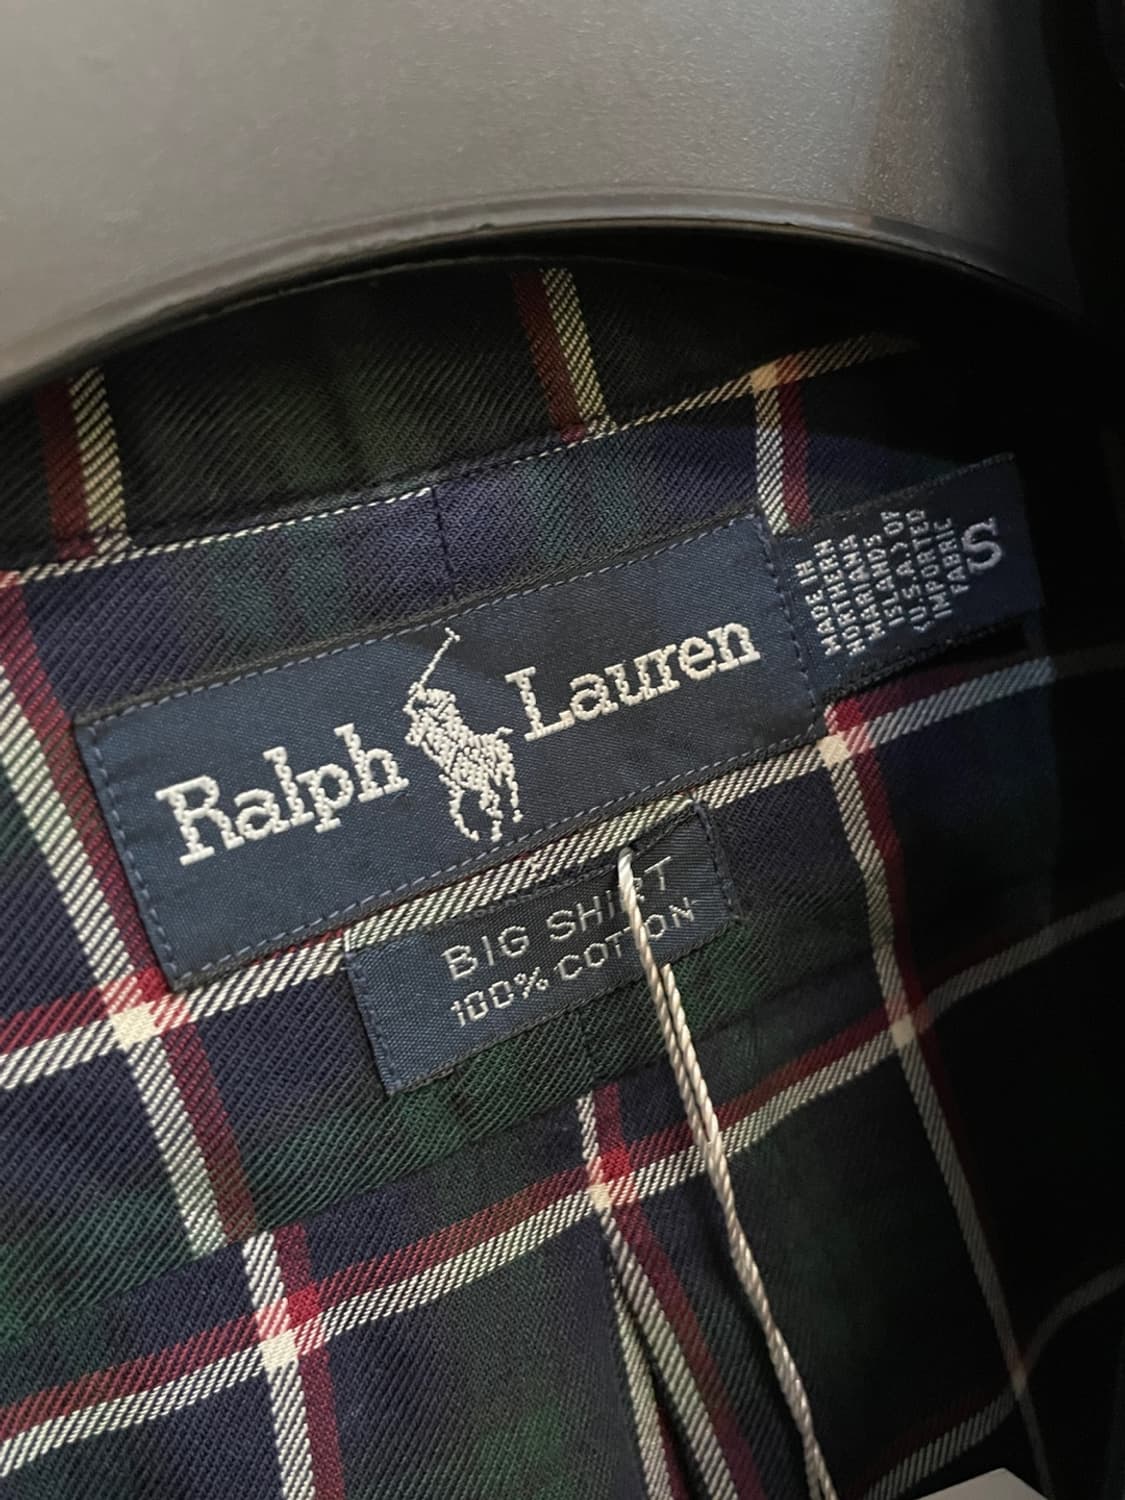 Ralph Lauren
BIG SHIRT
100% COTTON
MADE IN
NORTHERN
MARIANA
ISLANDS
(U.S.A.) OF
IMPORTED
FABRIC
S